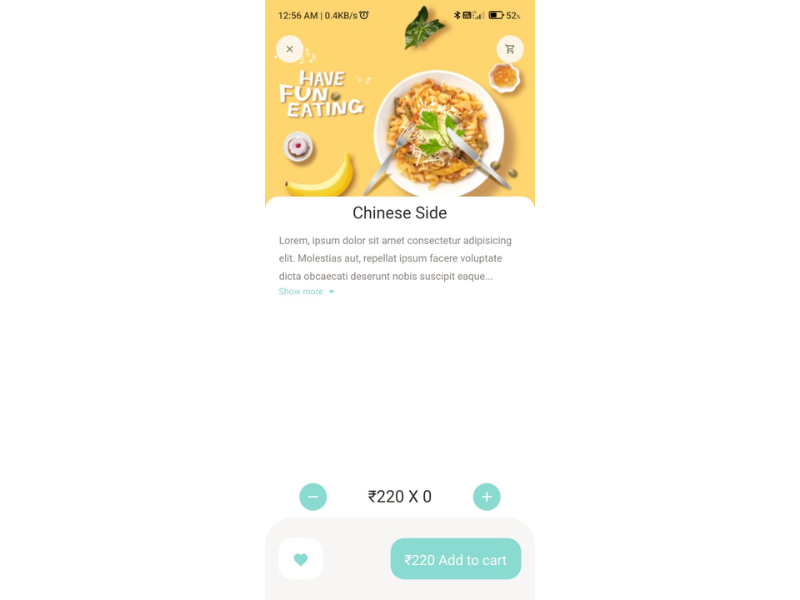 12:56 AM | 0.4KB/s
52%
HAVE
FUN
EATING
Chinese Side
Lorem, ipsum dolor sit amet consectetur adipisicing
elit. Molestias aut, repellat ipsum facere voluptate
dicta obcaecati deserunt nobis suscipit eaque...
Show more
₹220 X 0
₹220 Add to cart